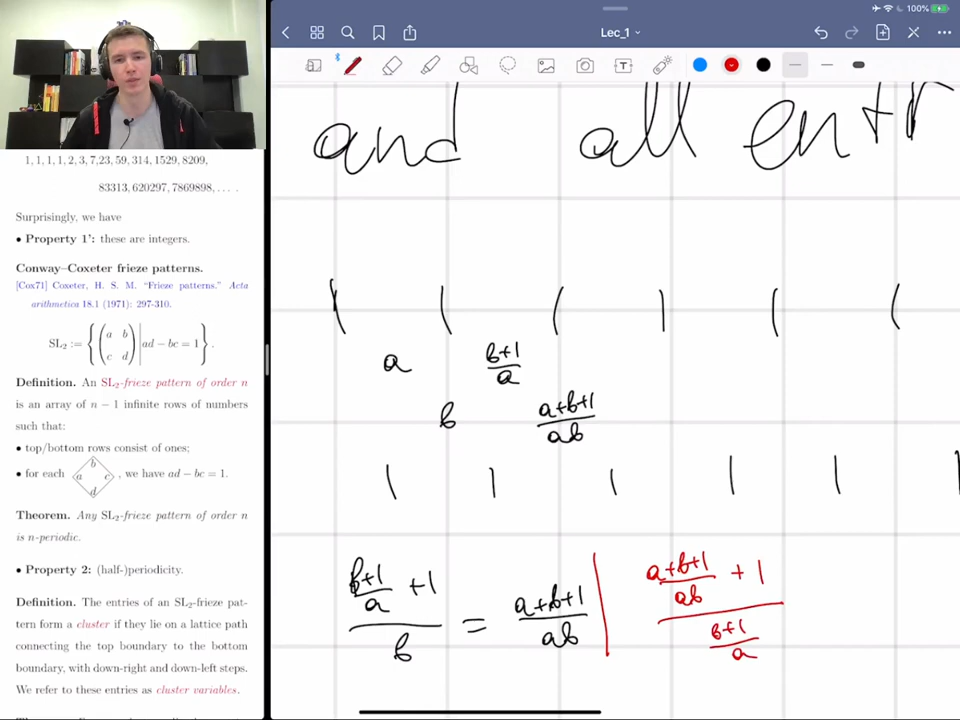 100%
Lec_1
1, 1, 1, 1, 2, 3, 7, 23, 59, 314, 1529, 8209,
83313, 620297, 7869898, . . . .
Surprisingly, we have
• Property 1': these are integers.
Conway–Coxeter frieze patterns.
[Cox71] Coxeter, H. S. M. "Frieze patterns." Acta
arithmetica 18.1 (1971): 297-310.
SL₂ := { ( a b c d ) | ad − bc = 1 } .
Definition. An SL₂-frieze pattern of order n
is an array of n − 1 infinite rows of numbers
such that:
• top/bottom rows consist of ones;
• for each a b c d , we have ad − bc = 1.
Theorem. Any SL₂-frieze pattern of order n
is n-periodic.
• Property 2: (half-)periodicity.
Definition. The entries of an SL₂-frieze pat-
tern form a cluster if they lie on a lattice path
connecting the top boundary to the bottom
boundary, with down-right and down-left steps.
We refer to these entries as cluster variables.
and all entr
1 1 1 1 1 1
a (b+1)/a
b (a+b+1)/(ab)
1 1 1 1 1 1
((b+1)/a + 1)/b = (a+b+1)/(ab) | ((a+b+1)/(ab) + 1)/((b+1)/a)